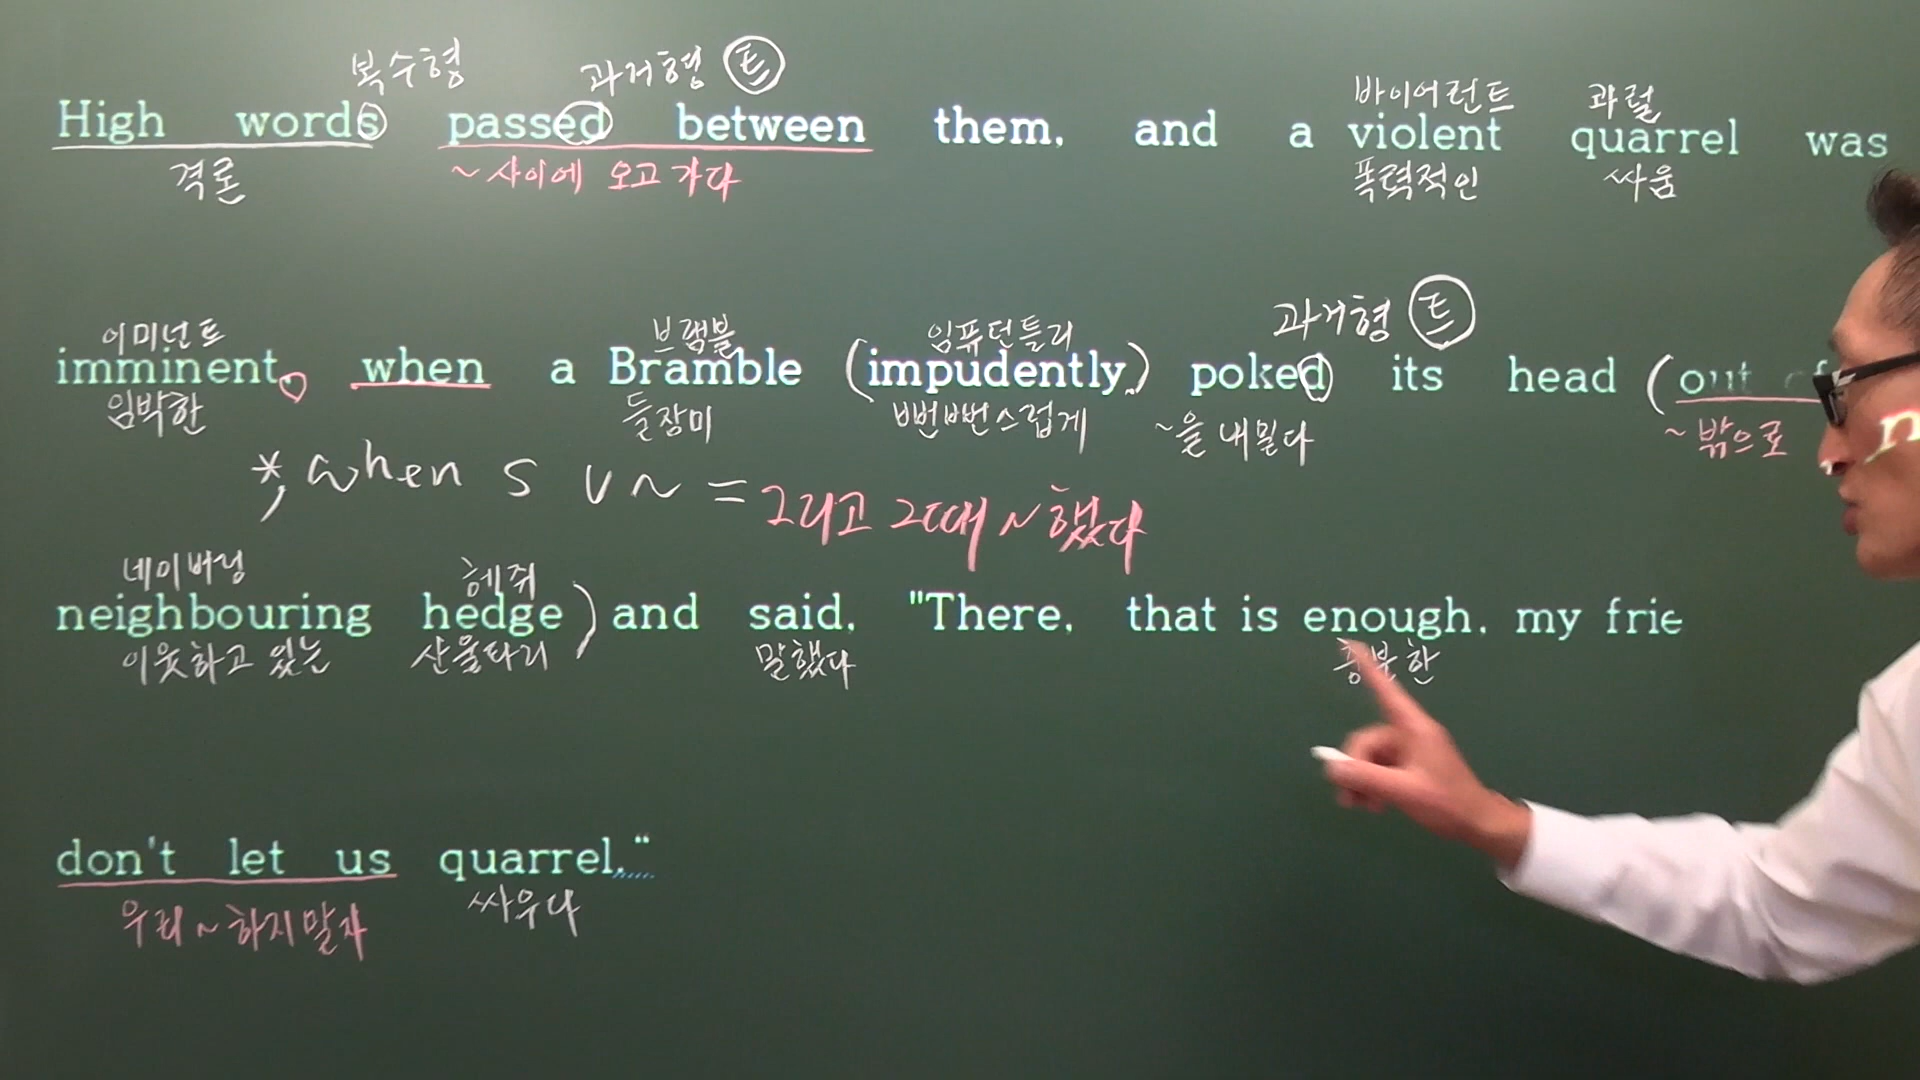 복수형 과거형 트
바이어런트 콰럴
High words passed between them, and a violent quarrel was
격론 ~사이에 오고 가다 폭력적인 싸움
이미넌트 브램블 임퓨던틀리 과거형 트
imminent, when a Bramble (impudently,) poked its head (out of
임박한 들장미 뻔뻔스럽게 ~을 내밀다 ~밖으로
*, when s v ~ = 그리고 그때 ~했다
네이버링 헤쥐
neighbouring hedge) and said, "There, that is enough, my frie
이웃하고 있는 산울타리 말했다 충분한
don't let us quarrel,"
우리 ~하지말자 싸우다